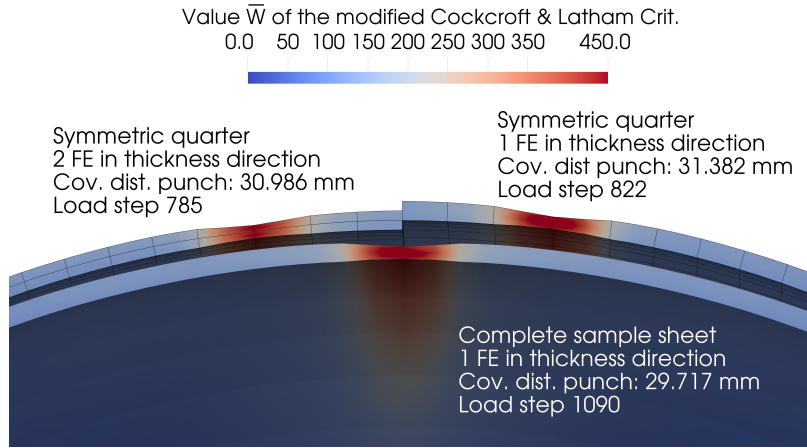 Value W̅ of the modified Cockcroft & Latham Crit.
0.0 50 100 150 200 250 300 350 450.0
Symmetric quarter
2 FE in thickness direction
Cov. dist. punch: 30.986 mm
Load step 785
Symmetric quarter
1 FE in thickness direction
Cov. dist punch: 31.382 mm
Load step 822
Complete sample sheet
1 FE in thickness direction
Cov. dist. punch: 29.717 mm
Load step 1090